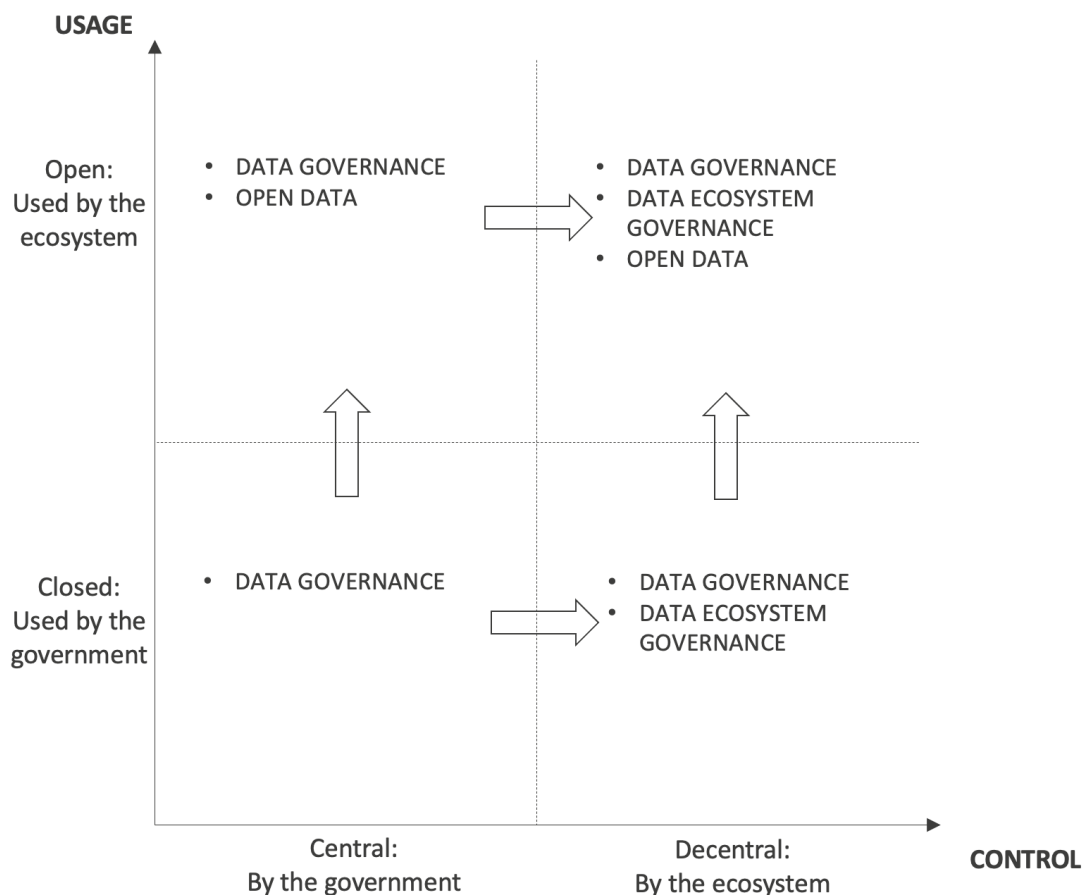 USAGE
Open:
Used by the
ecosystem
• DATA GOVERNANCE
• OPEN DATA
• DATA GOVERNANCE
• DATA ECOSYSTEM
GOVERNANCE
• OPEN DATA
Closed:
Used by the
government
• DATA GOVERNANCE
• DATA GOVERNANCE
• DATA ECOSYSTEM
GOVERNANCE
Central:
By the government
Decentral:
By the ecosystem
CONTROL